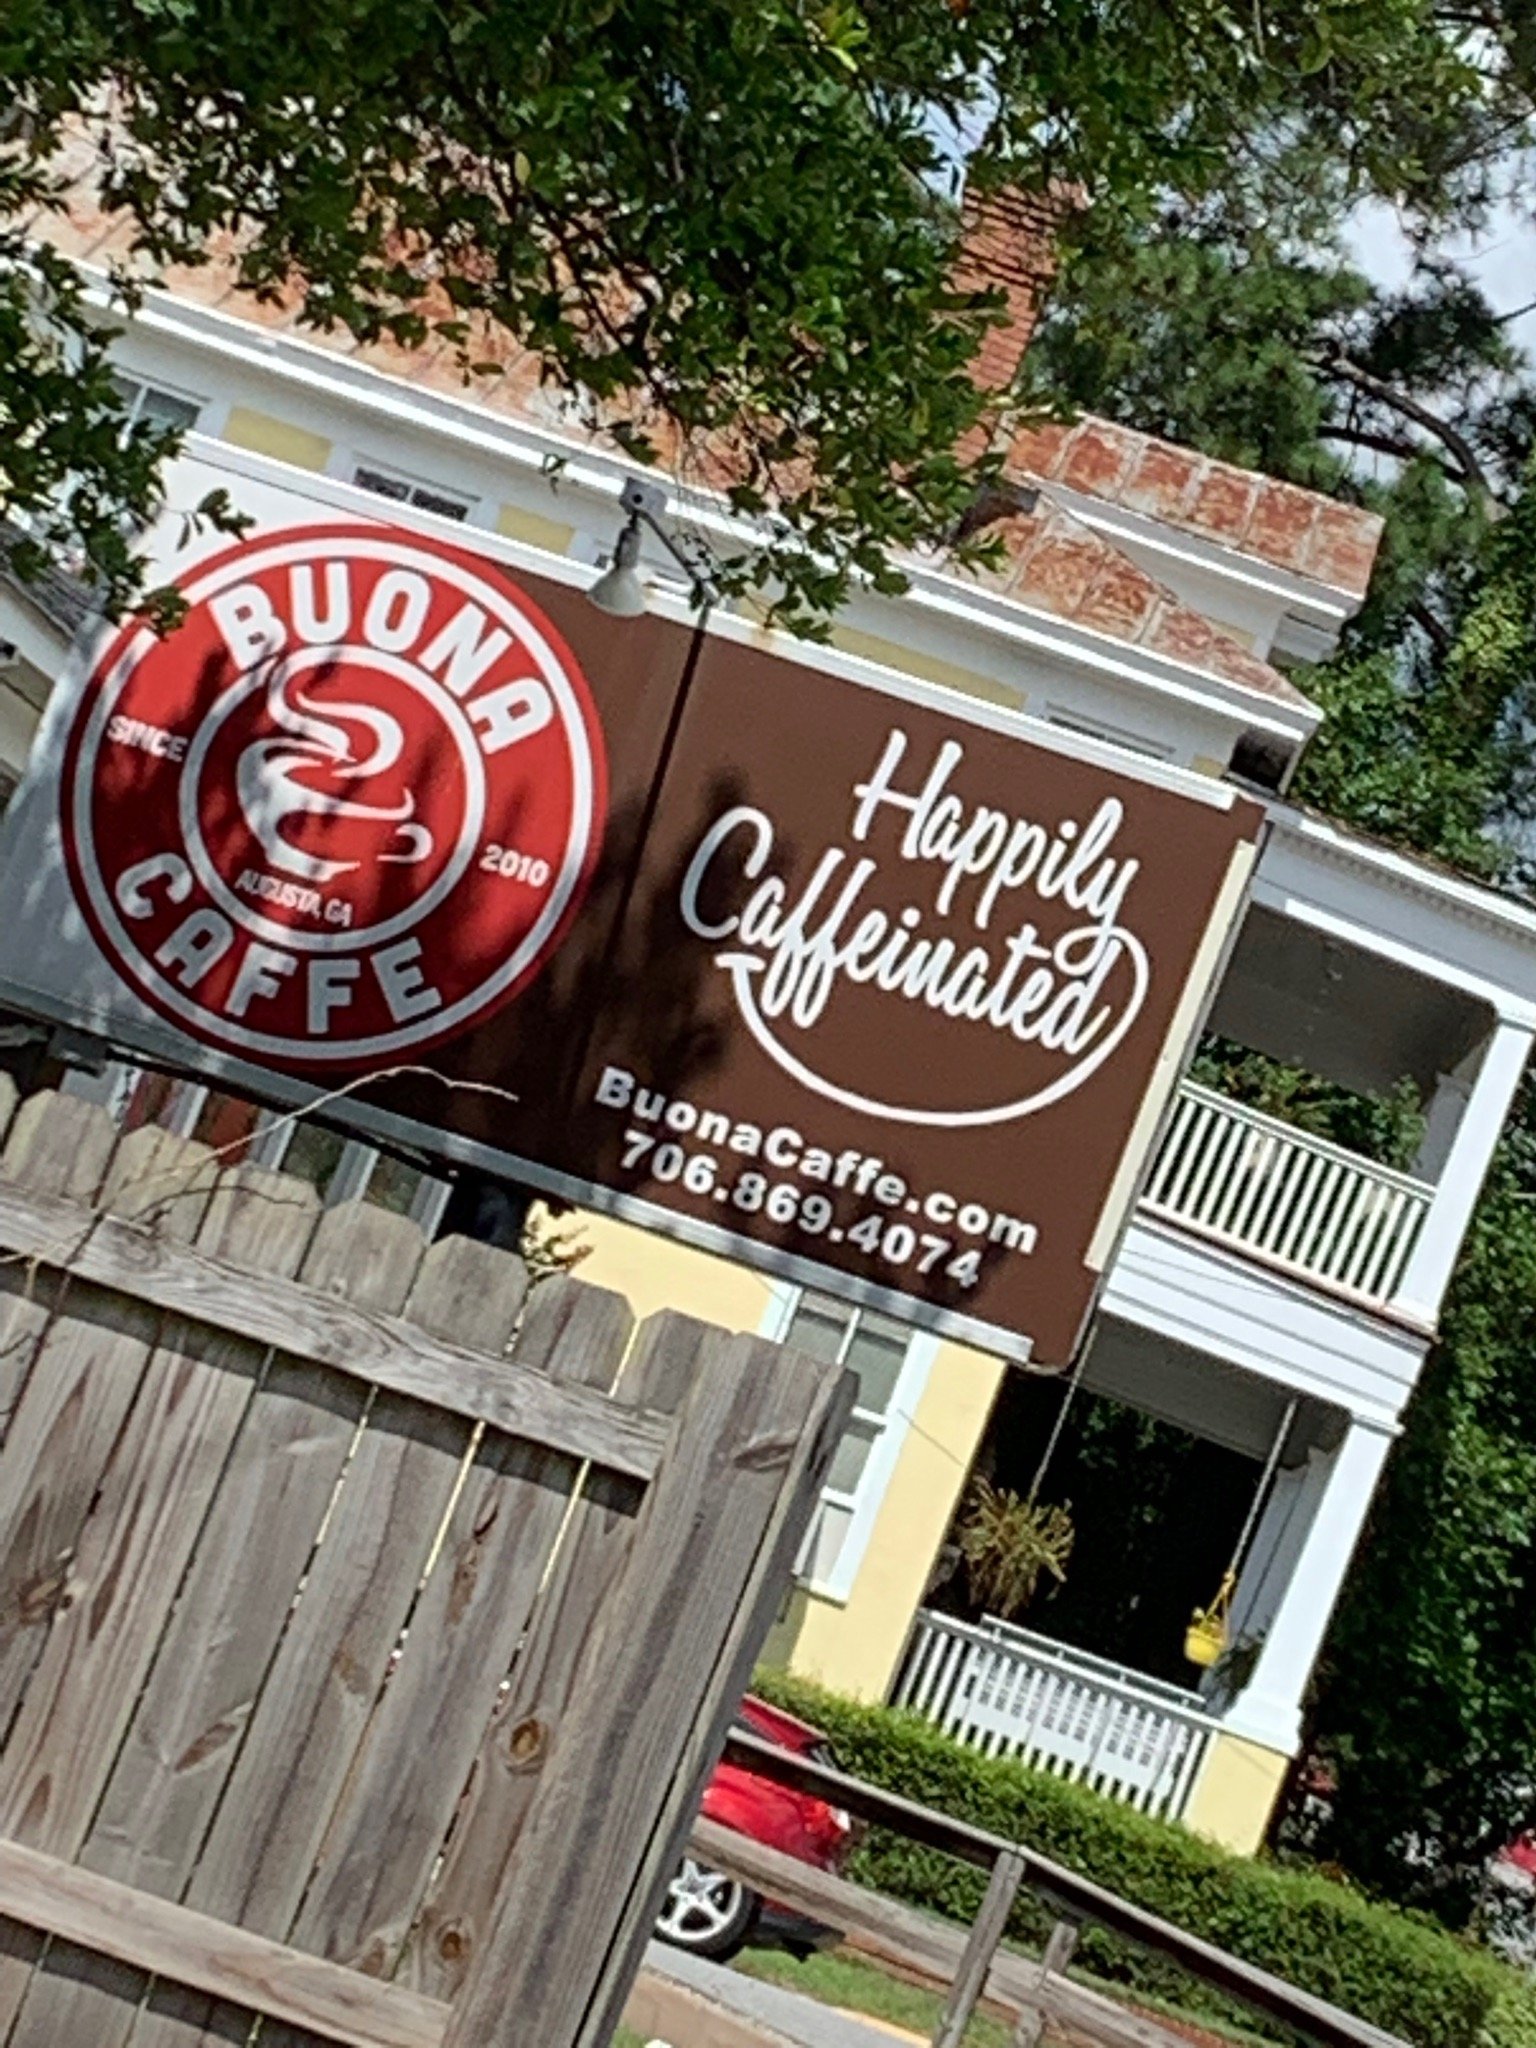 BUONA
SINCE 2010
AUGUSTA, GA
CAFFE
Happily
Caffeinated
BuonaCaffe.com
706.869.4074